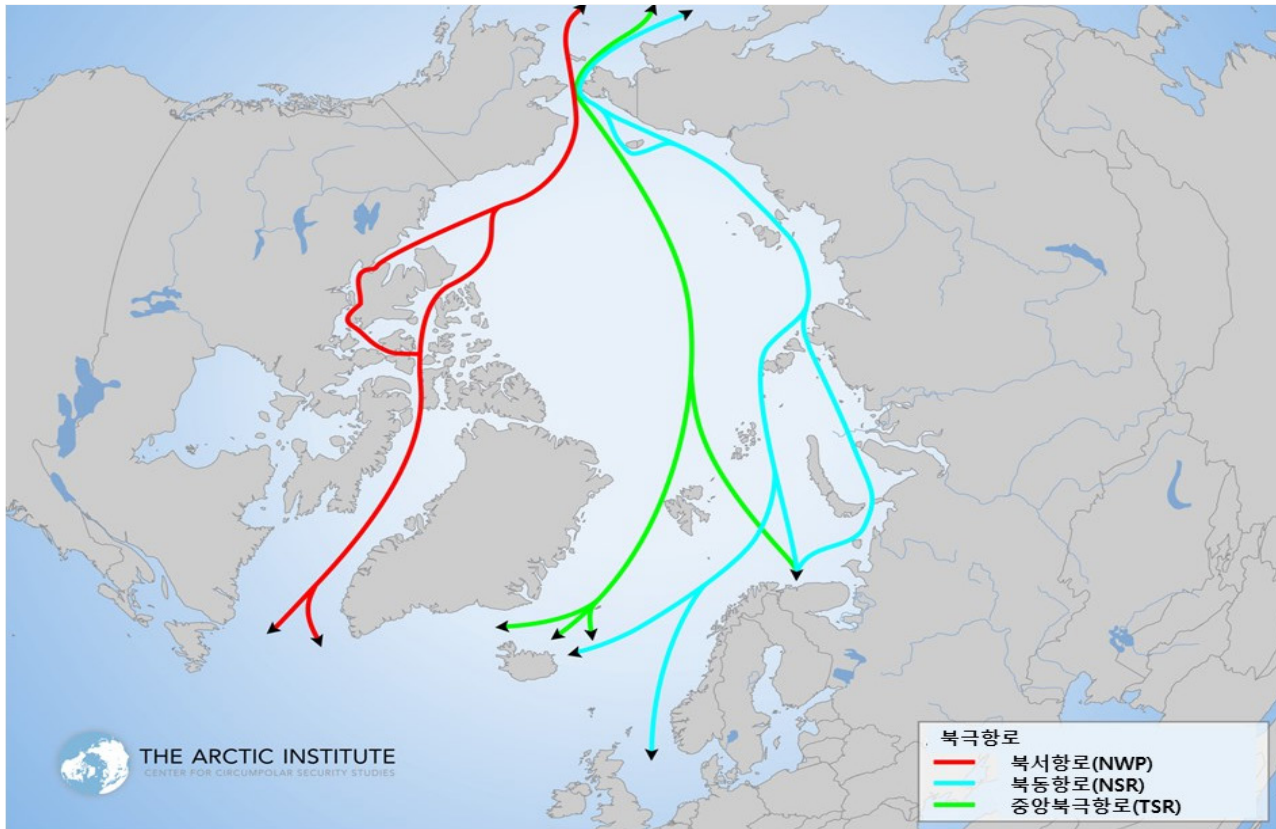 THE ARCTIC INSTITUTE
CENTER FOR CIRCUMPOLAR SECURITY STUDIES
북극항로
북서항로(NWP)
북동항로(NSR)
중앙북극항로(TSR)